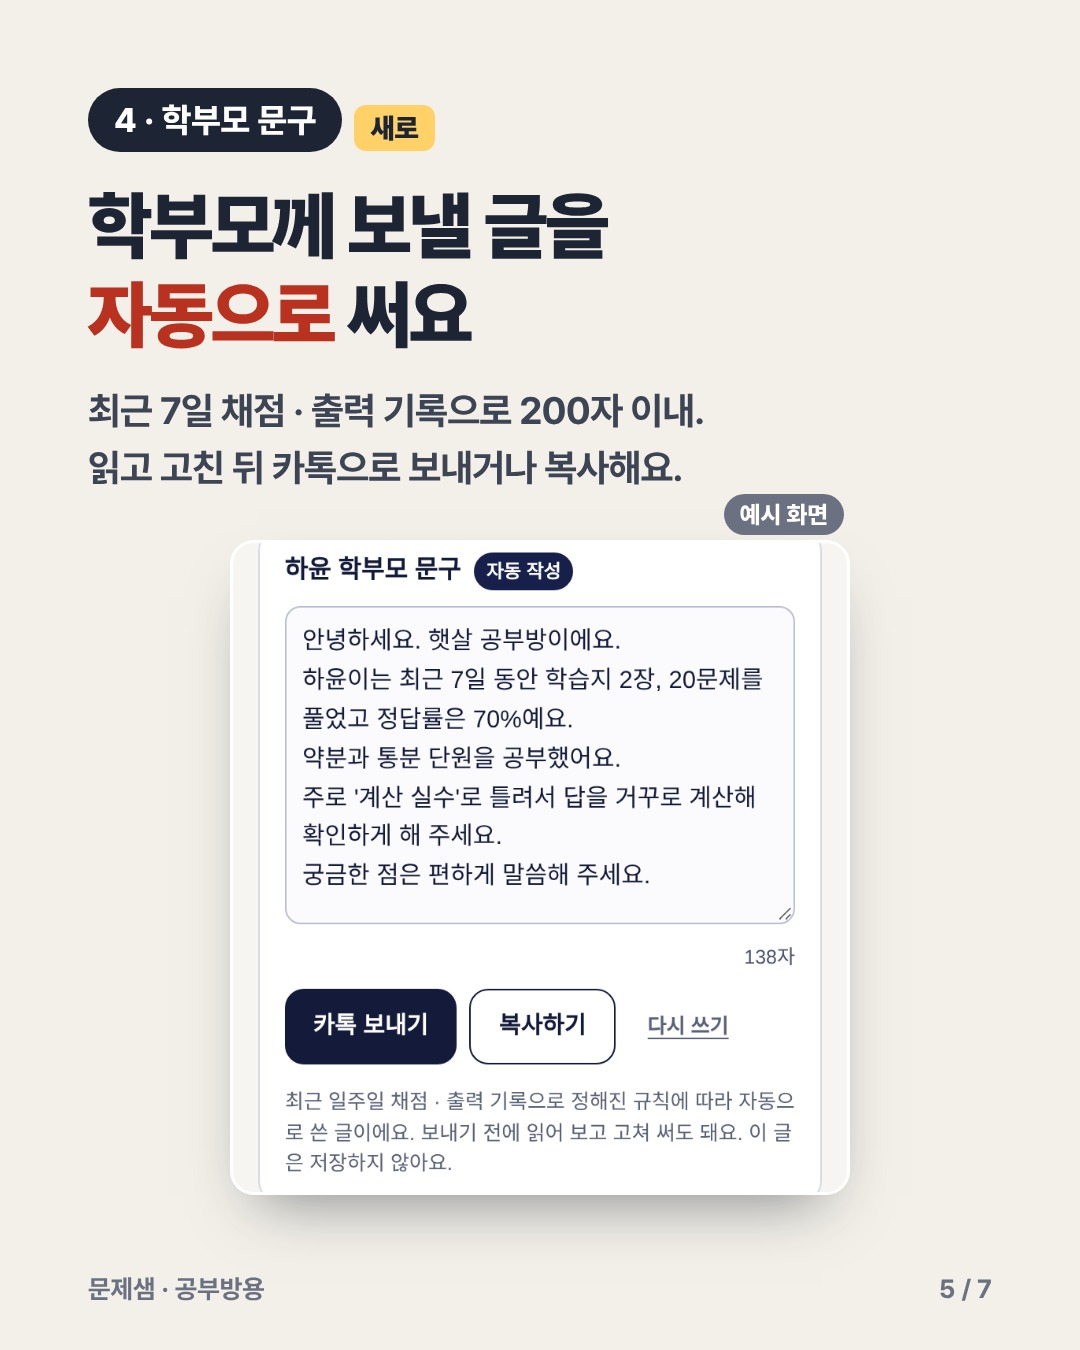 4 · 학부모 문구
새로
학부모께 보낼 글을
자동으로 써요
최근 7일 채점 · 출력 기록으로 200자 이내.
읽고 고친 뒤 카톡으로 보내거나 복사해요.
예시 화면
하윤 학부모 문구
자동 작성
안녕하세요. 햇살 공부방이에요.
하윤이는 최근 7일 동안 학습지 2장, 20문제를
풀었고 정답률은 70%예요.
약분과 통분 단원을 공부했어요.
주로 '계산 실수'로 틀려서 답을 거꾸로 계산해
확인하게 해 주세요.
궁금한 점은 편하게 말씀해 주세요.
138자
카톡 보내기
복사하기
다시 쓰기
최근 일주일 채점 · 출력 기록으로 정해진 규칙에 따라 자동으
로 쓴 글이에요. 보내기 전에 읽어 보고 고쳐 써도 돼요. 이 글
은 저장하지 않아요.
문제샘 · 공부방용
5 / 7